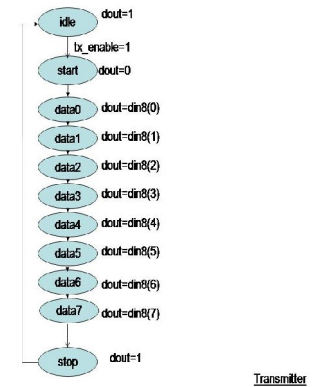 idle dout=1
tx_enable=1
start dout=0
data0 dout=din8(0)
data1 dout=din8(1)
data2 dout=din8(2)
data3 dout=din8(3)
data4 dout=din8(4)
data5 dout=din8(5)
data6 dout=din8(6)
data7 dout=din8(7)
stop dout=1
Transmitter